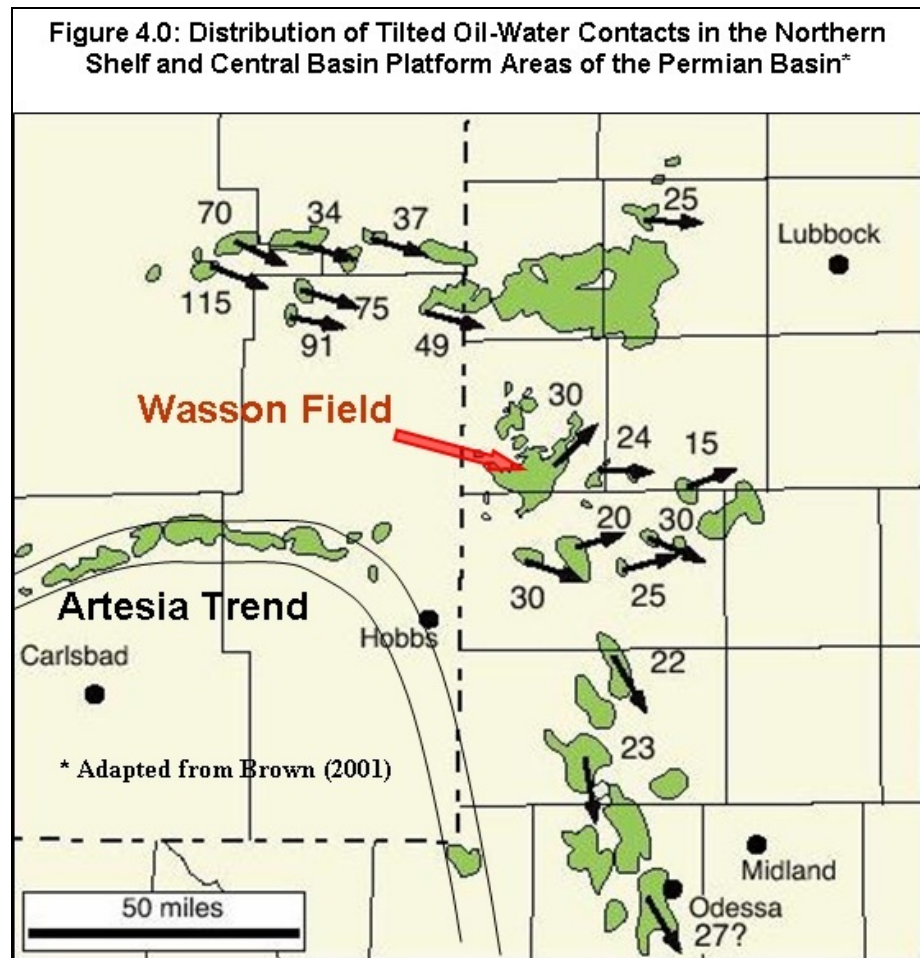 Figure 4.0: Distribution of Tilted Oil-Water Contacts in the Northern
Shelf and Central Basin Platform Areas of the Permian Basin*
70
34
37
25
Lubbock
115
75
91
49
Wasson Field
30
24
15
20
30
30
25
Artesia Trend
Hobbs
Carlsbad
22
23
* Adapted from Brown (2001)
Midland
50 miles
Odessa
27?